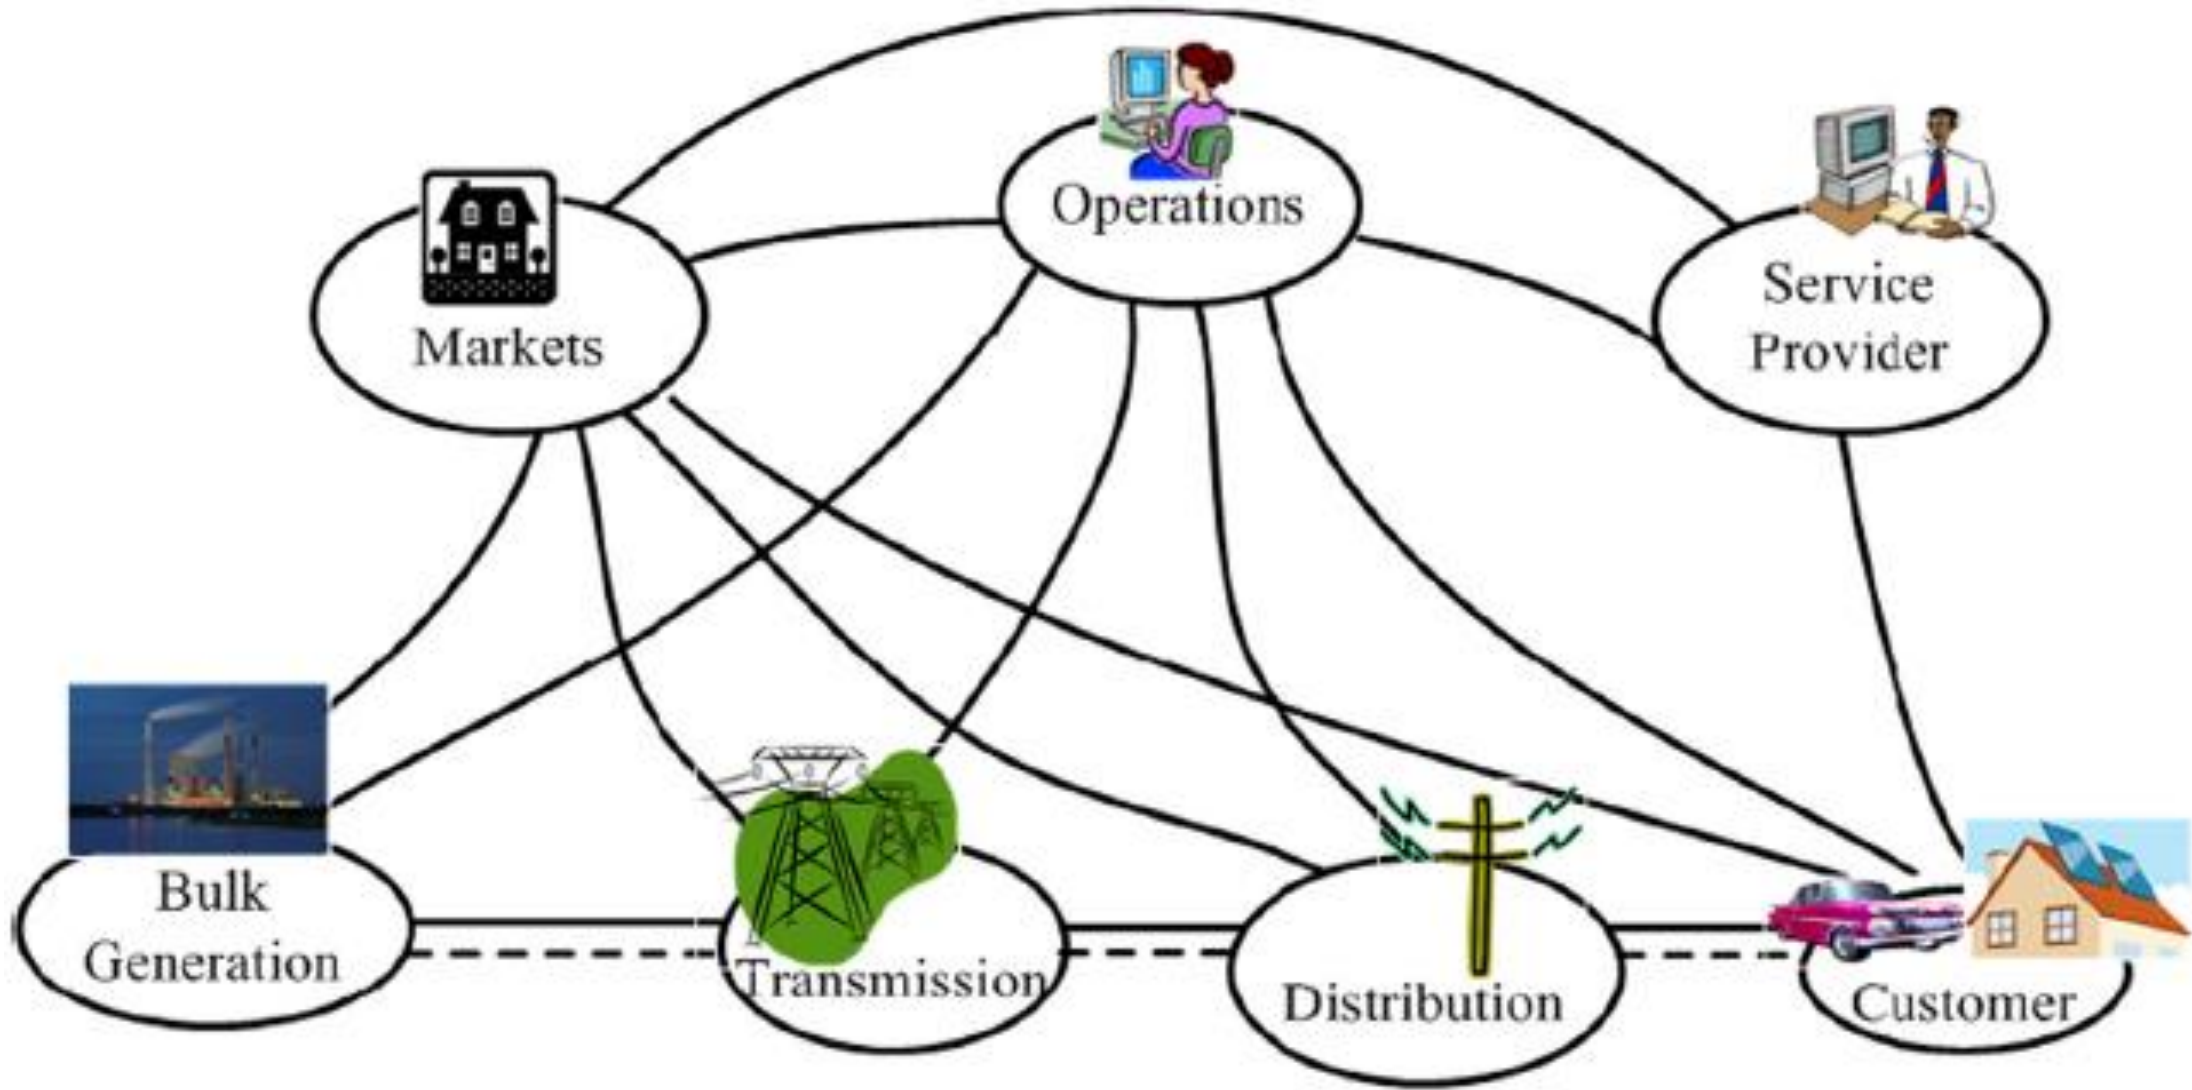 Operations
Service
Provider
Markets
Bulk
Generation
Transmission
Distribution
Customer